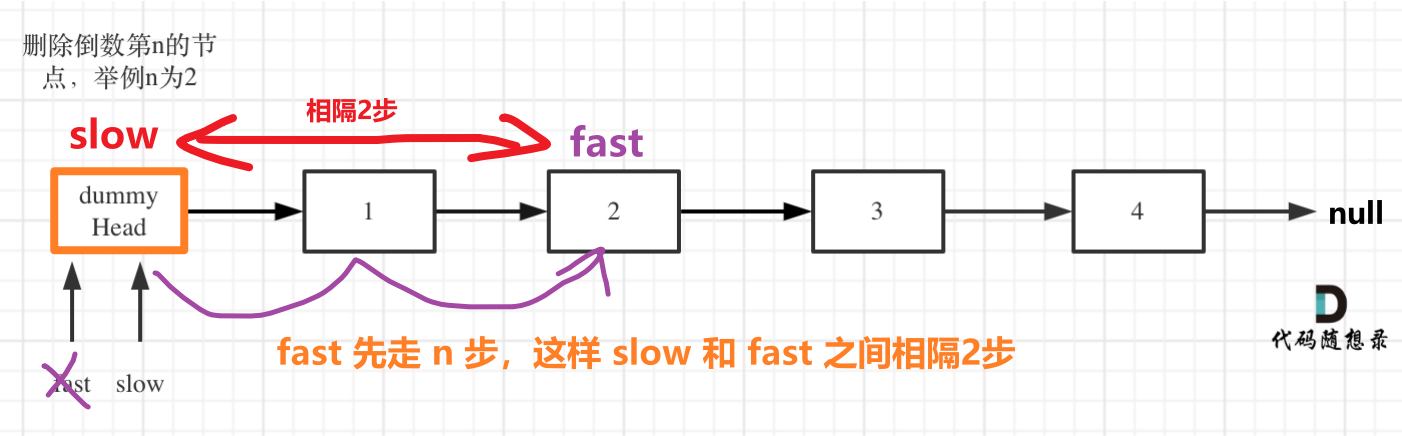 删除倒数第n的节
点，举例n为2
相隔2步
slow
fast
dummy
Head
1
2
3
4
null
fast 先走 n 步，这样 slow 和 fast 之间相隔2步
代码随想录
fast
slow